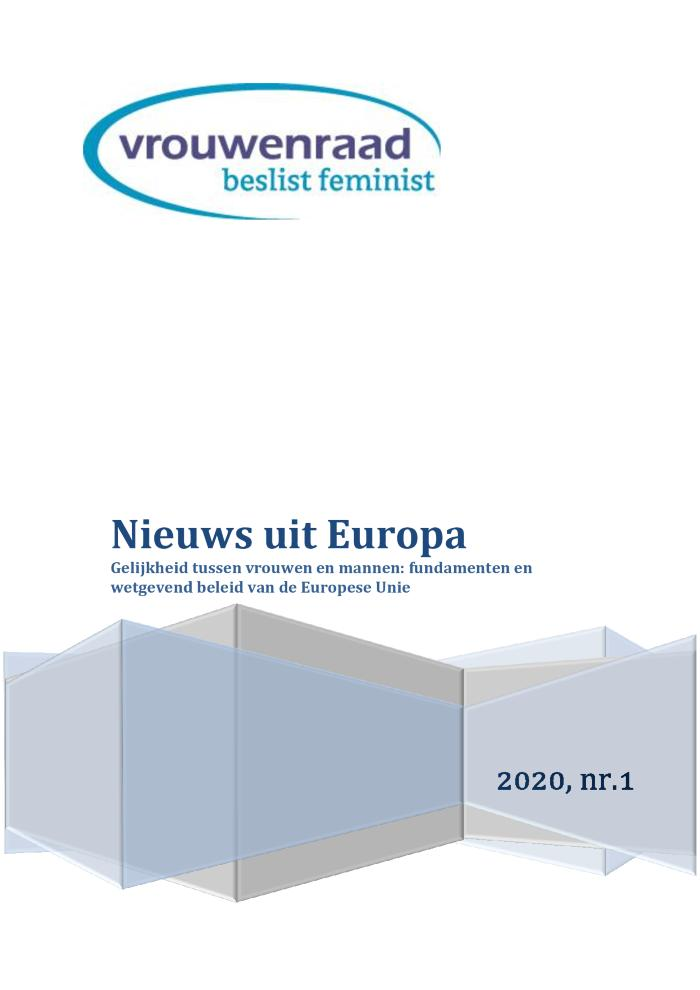 vrouwenraad
beslist feminist
Nieuws uit Europa
Gelijkheid tussen vrouwen en mannen: fundamenten en
wetgevend beleid van de Europese Unie
2020, nr.1